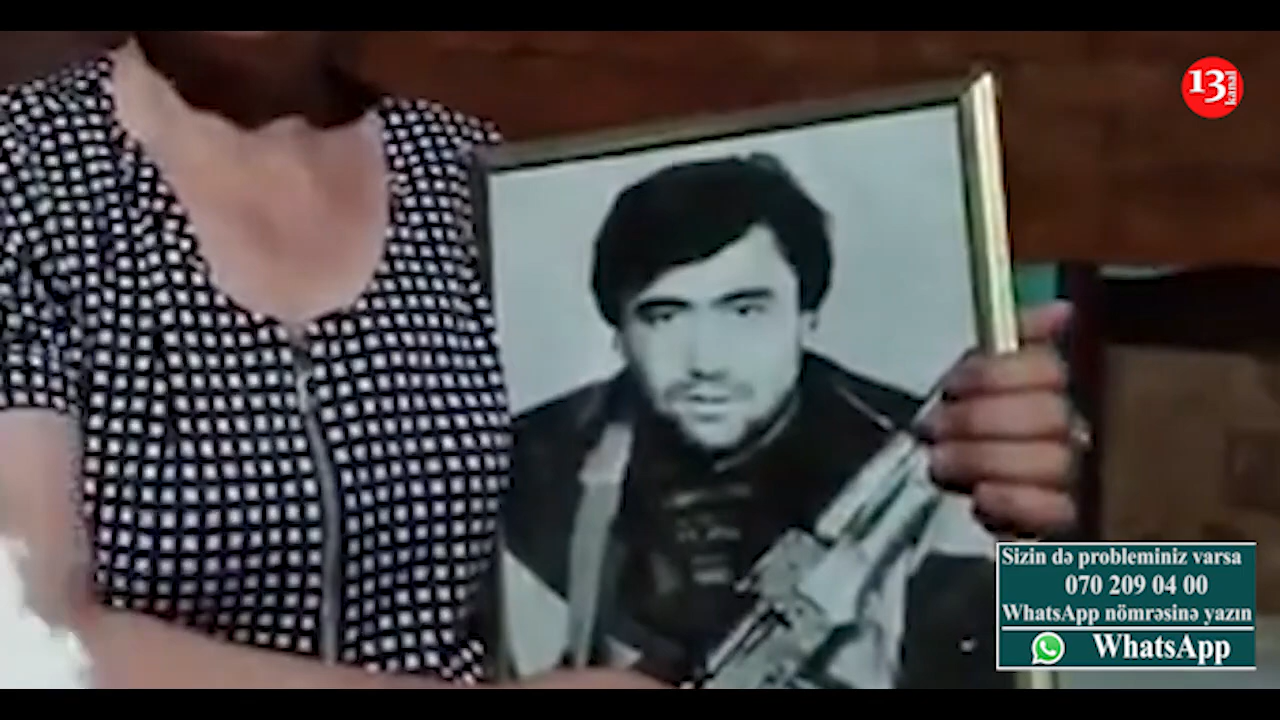 13 kanal
Sizin də probleminiz varsa
070 209 04 00
WhatsApp nömrəsinə yazın
WhatsApp